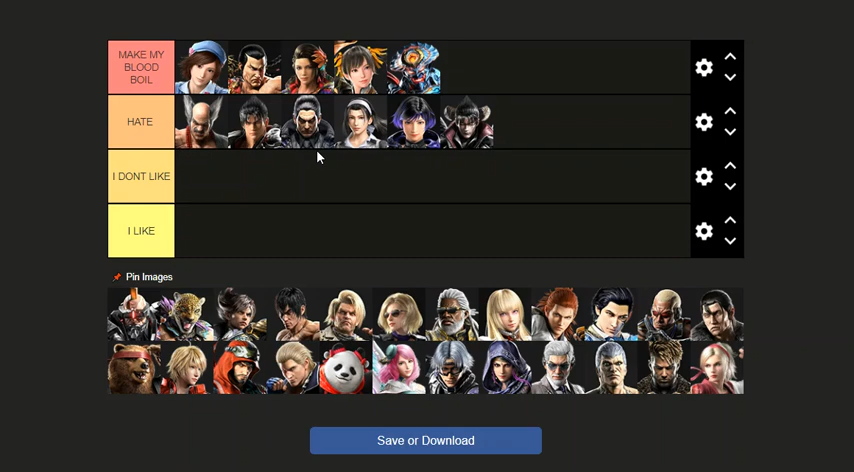 MAKE MY
BLOOD
BOIL
HATE
I DONT LIKE
I LIKE
Pin Images
Save or Download